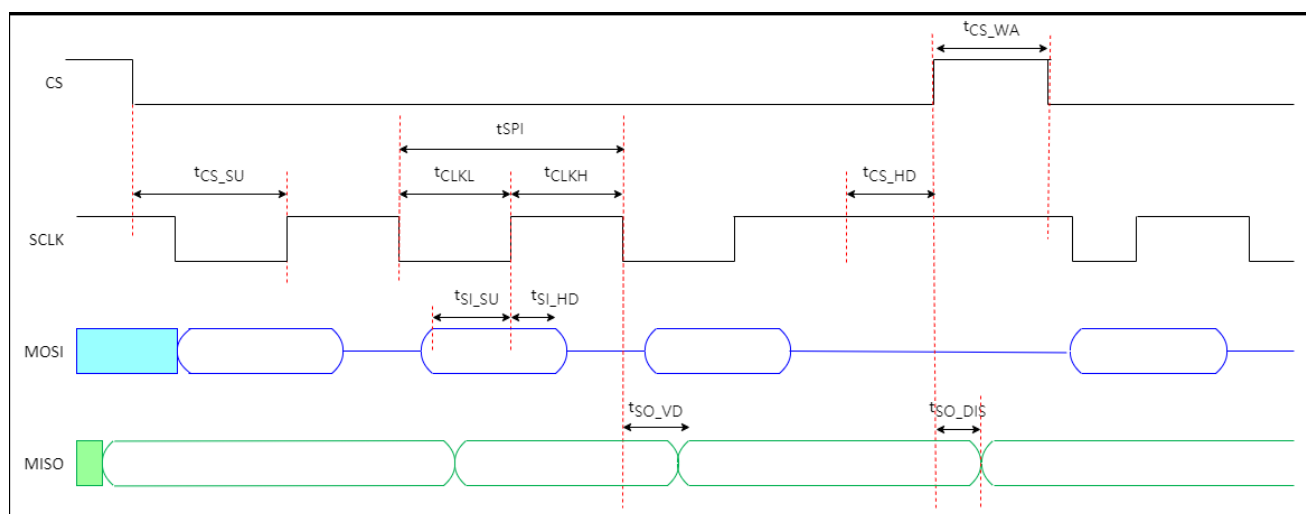 tCS_WA
CS
tSPI
tCS_SU
tCLKL
tCLKH
tCS_HD
SCLK
tSI_SU
tSI_HD
MOSI
tSO_VD
tSO_DIS
MISO